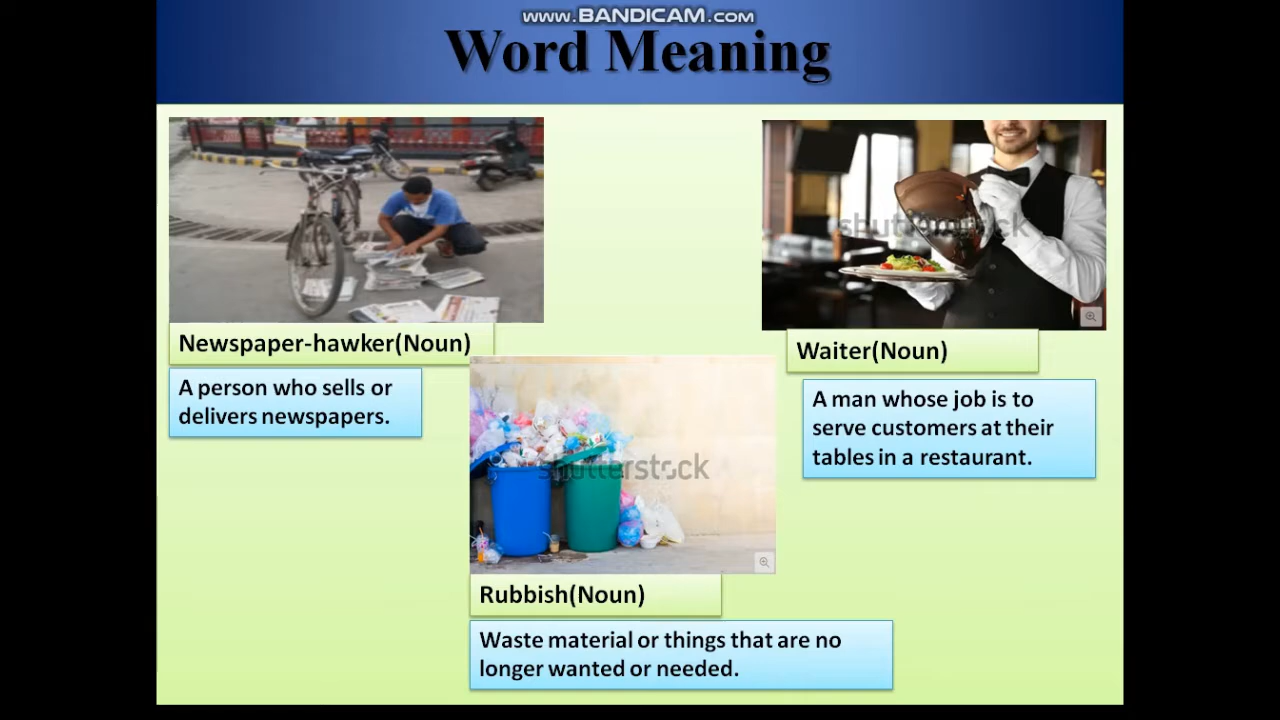 www.BANDICAM.com
Word Meaning
shutterstock
Newspaper-hawker(Noun)
A person who sells or
delivers newspapers.
Waiter(Noun)
A man whose job is to
serve customers at their
tables in a restaurant.
shutterstock
Rubbish(Noun)
Waste material or things that are no
longer wanted or needed.